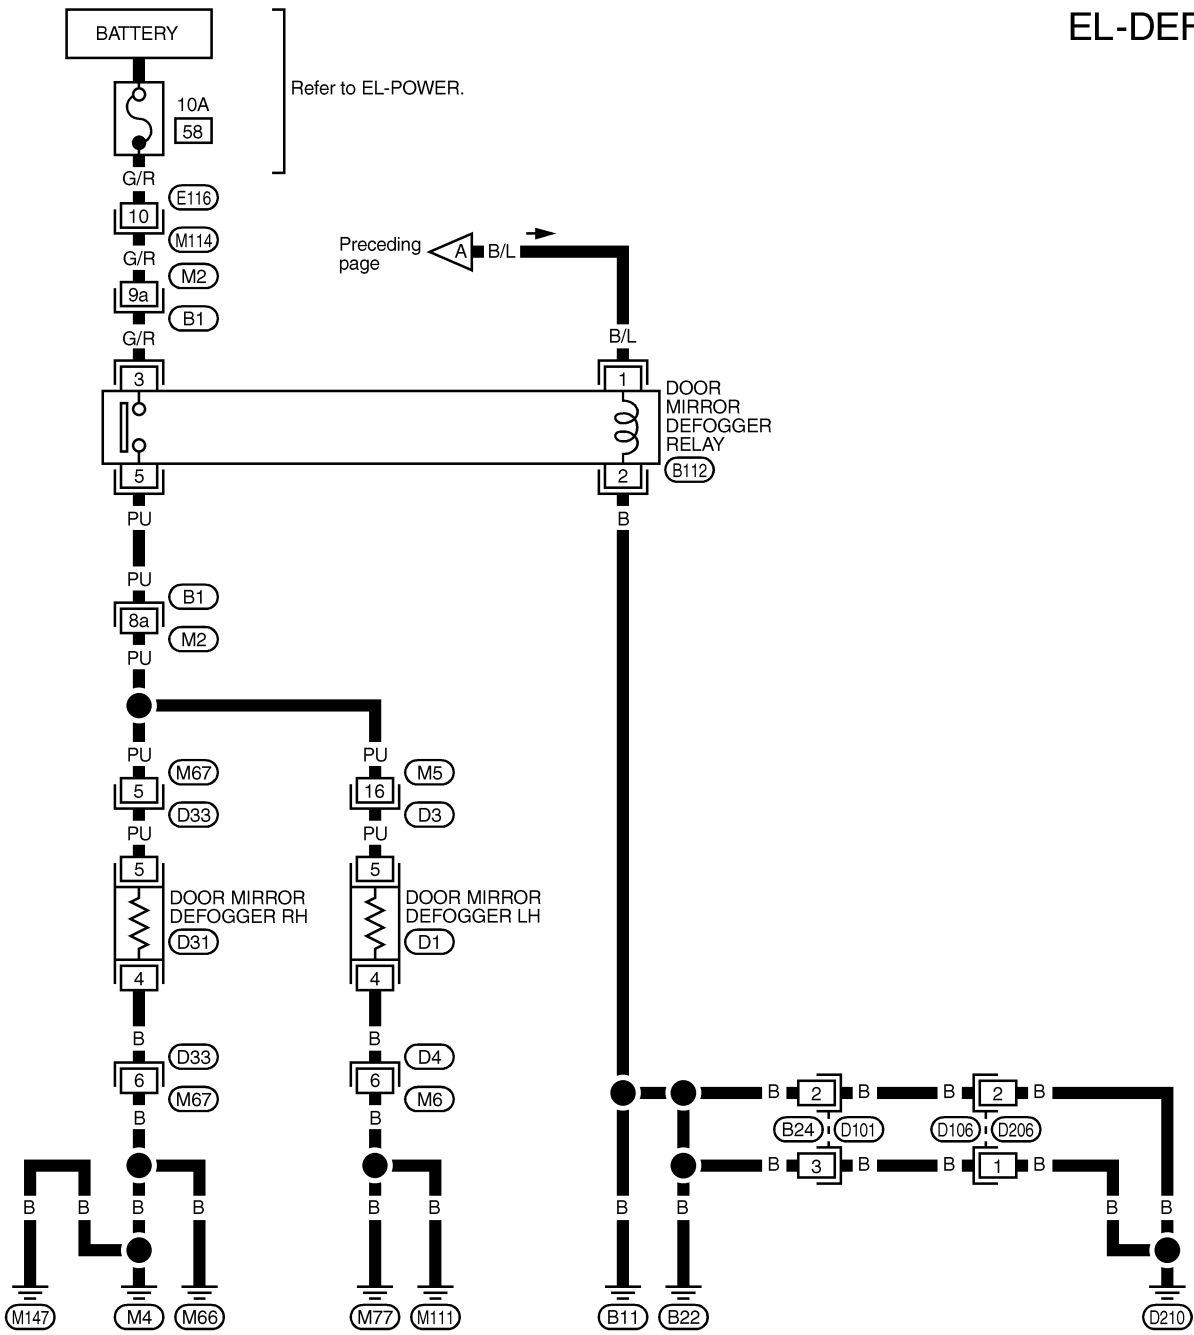 EL-DEF
BATTERY
Refer to EL-POWER.
10A
58
G/R
E116
10
M114
G/R
M2
9a
B1
G/R
Preceding
page
A
B/L
B/L
3
1
DOOR
MIRROR
DEFOGGER
RELAY
B112
5
2
PU
B
PU
B1
8a
M2
PU
PU
PU
M67
M5
5
16
D33
D3
PU
PU
5
5
DOOR MIRROR
DEFOGGER RH
D31
DOOR MIRROR
DEFOGGER LH
D1
4
4
B
B
D33
D4
6
6
M67
M6
B
B
B 2 B B 2 B
B24 D101 D106 D206
B 3 B B 1 B
B B B B B B B B B B
M147 M4 M66 M77 M111 B11 B22 D210